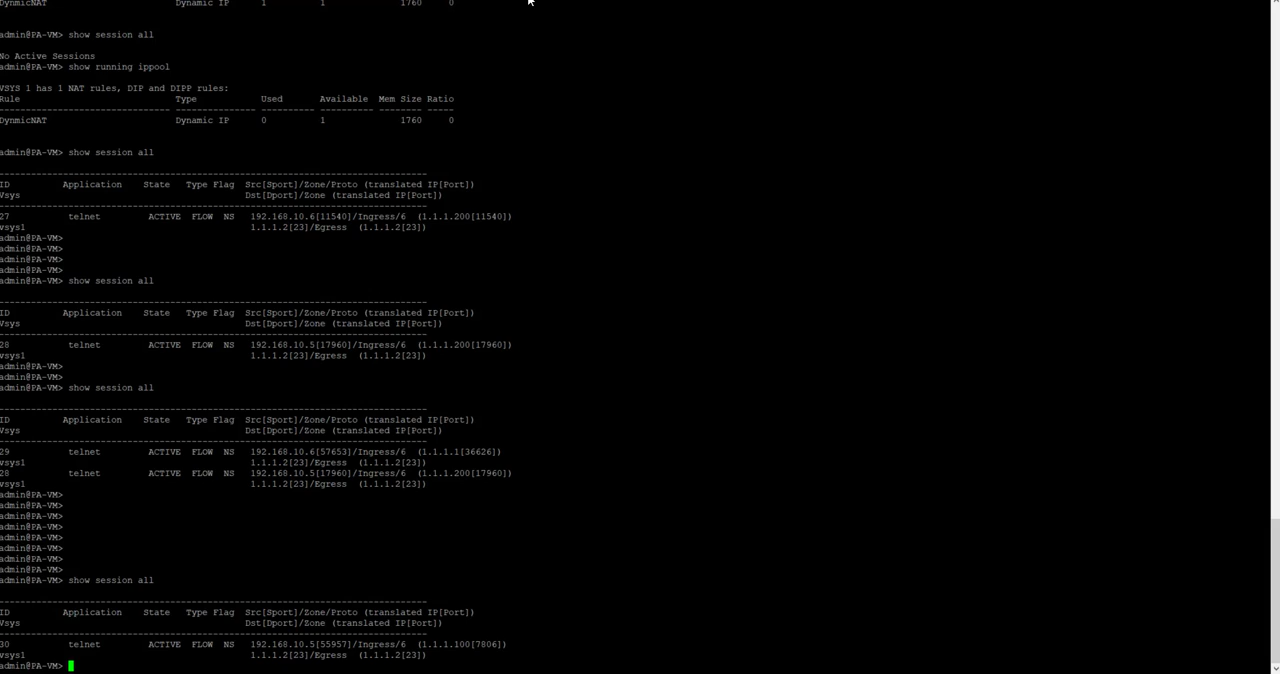 DynmicNAT Dynamic IP 1 1 1760 0
admin@PA-VM> show session all
No Active Sessions
admin@PA-VM> show running ippool
VSYS 1 has 1 NAT rules, DIP and DIPP rules:
Rule Type Used Available Mem Size Ratio
-------------------------------- --------------- ---------- ---------- -------- -----
DynmicNAT Dynamic IP 0 1 1760 0
admin@PA-VM> show session all
--------------------------------------------------------------------------------
ID Application State Type Flag Src[Sport]/Zone/Proto (translated IP[Port])
Vsys Dst[Dport]/Zone (translated IP[Port])
--------------------------------------------------------------------------------
27 telnet ACTIVE FLOW NS 192.168.10.6[11540]/Ingress/6 (1.1.1.200[11540])
vsys1 1.1.1.2[23]/Egress (1.1.1.2[23])
admin@PA-VM>
admin@PA-VM>
admin@PA-VM>
admin@PA-VM>
admin@PA-VM> show session all
--------------------------------------------------------------------------------
ID Application State Type Flag Src[Sport]/Zone/Proto (translated IP[Port])
Vsys Dst[Dport]/Zone (translated IP[Port])
--------------------------------------------------------------------------------
28 telnet ACTIVE FLOW NS 192.168.10.5[17960]/Ingress/6 (1.1.1.200[17960])
vsys1 1.1.1.2[23]/Egress (1.1.1.2[23])
admin@PA-VM>
admin@PA-VM>
admin@PA-VM> show session all
--------------------------------------------------------------------------------
ID Application State Type Flag Src[Sport]/Zone/Proto (translated IP[Port])
Vsys Dst[Dport]/Zone (translated IP[Port])
--------------------------------------------------------------------------------
29 telnet ACTIVE FLOW NS 192.168.10.6[57653]/Ingress/6 (1.1.1.1[36626])
vsys1 1.1.1.2[23]/Egress (1.1.1.2[23])
28 telnet ACTIVE FLOW NS 192.168.10.5[17960]/Ingress/6 (1.1.1.200[17960])
vsys1 1.1.1.2[23]/Egress (1.1.1.2[23])
admin@PA-VM>
admin@PA-VM>
admin@PA-VM>
admin@PA-VM>
admin@PA-VM>
admin@PA-VM>
admin@PA-VM>
admin@PA-VM>
admin@PA-VM> show session all
--------------------------------------------------------------------------------
ID Application State Type Flag Src[Sport]/Zone/Proto (translated IP[Port])
Vsys Dst[Dport]/Zone (translated IP[Port])
--------------------------------------------------------------------------------
30 telnet ACTIVE FLOW NS 192.168.10.5[55957]/Ingress/6 (1.1.1.100[7806])
vsys1 1.1.1.2[23]/Egress (1.1.1.2[23])
admin@PA-VM>